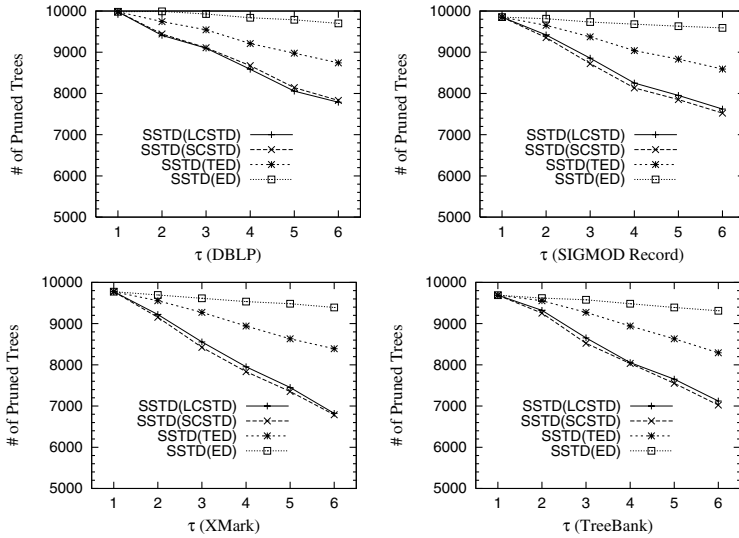 # of Pruned Trees
10000
9000
8000
7000
6000
5000
SSTD(LCSTD)
SSTD(SCSTD)
SSTD(TED)
SSTD(ED)
1 2 3 4 5 6
τ (DBLP)
# of Pruned Trees
10000
9000
8000
7000
6000
5000
SSTD(LCSTD)
SSTD(SCSTD)
SSTD(TED)
SSTD(ED)
1 2 3 4 5 6
τ (SIGMOD Record)
# of Pruned Trees
10000
9000
8000
7000
6000
5000
SSTD(LCSTD)
SSTD(SCSTD)
SSTD(TED)
SSTD(ED)
1 2 3 4 5 6
τ (XMark)
# of Pruned Trees
10000
9000
8000
7000
6000
5000
SSTD(LCSTD)
SSTD(SCSTD)
SSTD(TED)
SSTD(ED)
1 2 3 4 5 6
τ (TreeBank)